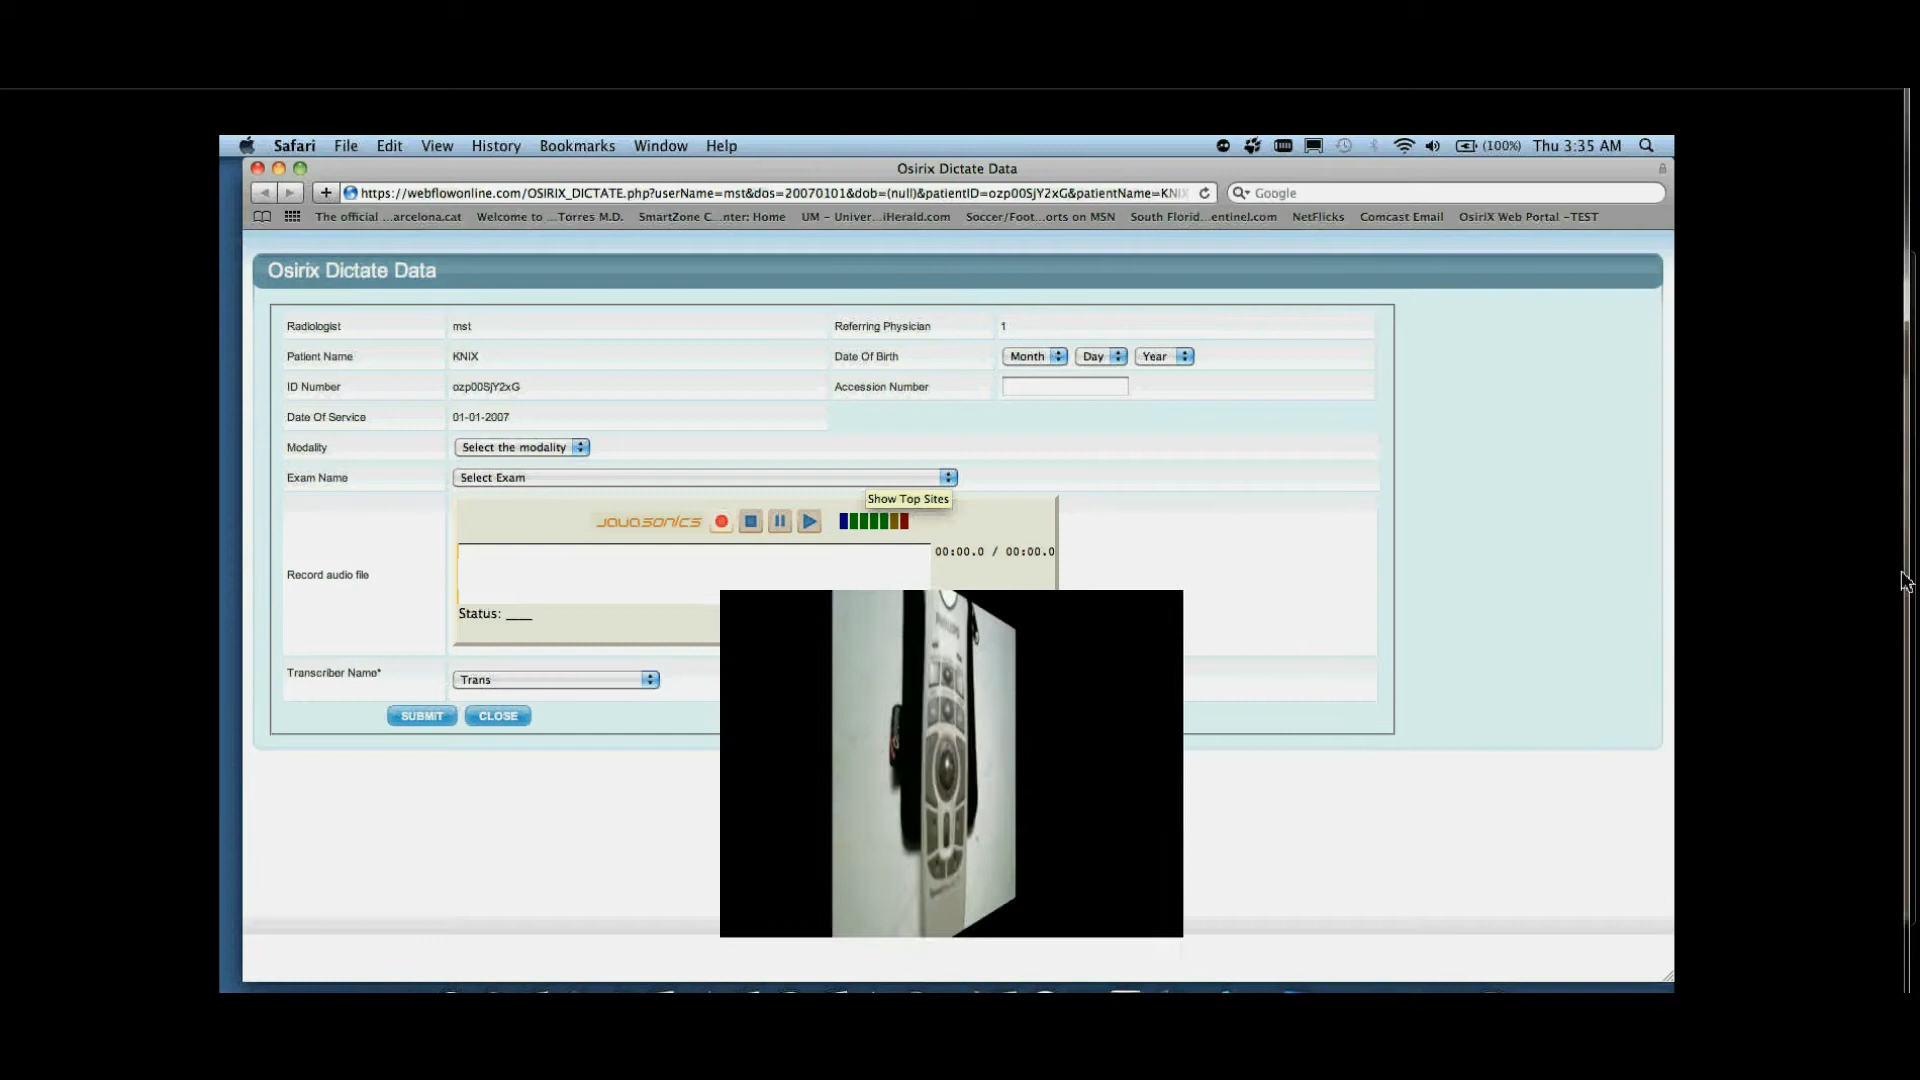 Safari File Edit View History Bookmarks Window Help (100%) Thu 3:35 AM
Osirix Dictate Data
https://webflowonline.com/OSIRIX_DICTATE.php?userName=mst&dos=20070101&dob=(null)&patientID=ozp00SjY2xG&patientName=KNIX Google
The official ...arcelona.cat Welcome to ...Torres M.D. SmartZone C...nter: Home UM - Univer...iHerald.com Soccer/Foot...orts on MSN South Florid...entinel.com NetFlicks Comcast Email OsiriX Web Portal -TEST
Osirix Dictate Data
Radiologist mst Referring Physician 1
Patient Name KNIX Date Of Birth Month Day Year
ID Number ozp00SjY2xG Accession Number
Date Of Service 01-01-2007
Modality Select the modality
Exam Name Select Exam
Show Top Sites
javasonics
00:00.0 / 00:00.0
Record audio file
Status: ____
PHILIPS
Transcriber Name* Trans
SUBMIT CLOSE